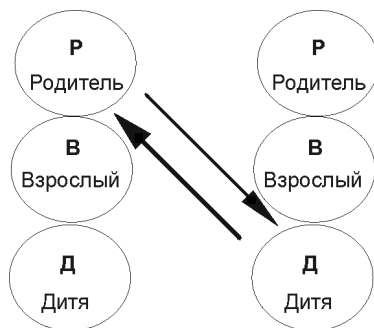 Р
Родитель
Р
Родитель
В
Взрослый
В
Взрослый
Д
Дитя
Д
Дитя